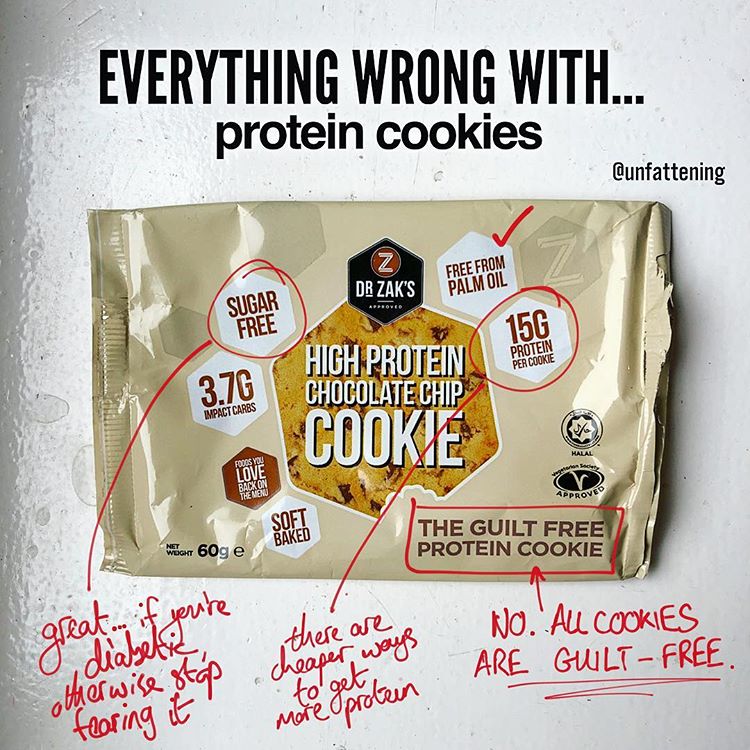 EVERYTHING WRONG WITH...
protein cookies
@unfattening
Z
DR ZAK'S
APPROVED
FREE FROM
PALM OIL
Z
SUGAR
FREE
15G
PROTEIN
PER COOKIE
3.7G
IMPACT CARBS
HIGH PROTEIN
CHOCOLATE CHIP
COOKIE
HALAL
FOODS YOU
LOVE
BACK ON
THE MENU
Vegetarian Society
V
APPROVED
SOFT
BAKED
NET
WEIGHT 60g e
THE GUILT FREE
PROTEIN COOKIE
great... if you're
diabetic,
otherwise stop
fearing it
there are
cheaper ways
to get
more protein
NO. ALL COOKIES
ARE GUILT-FREE.